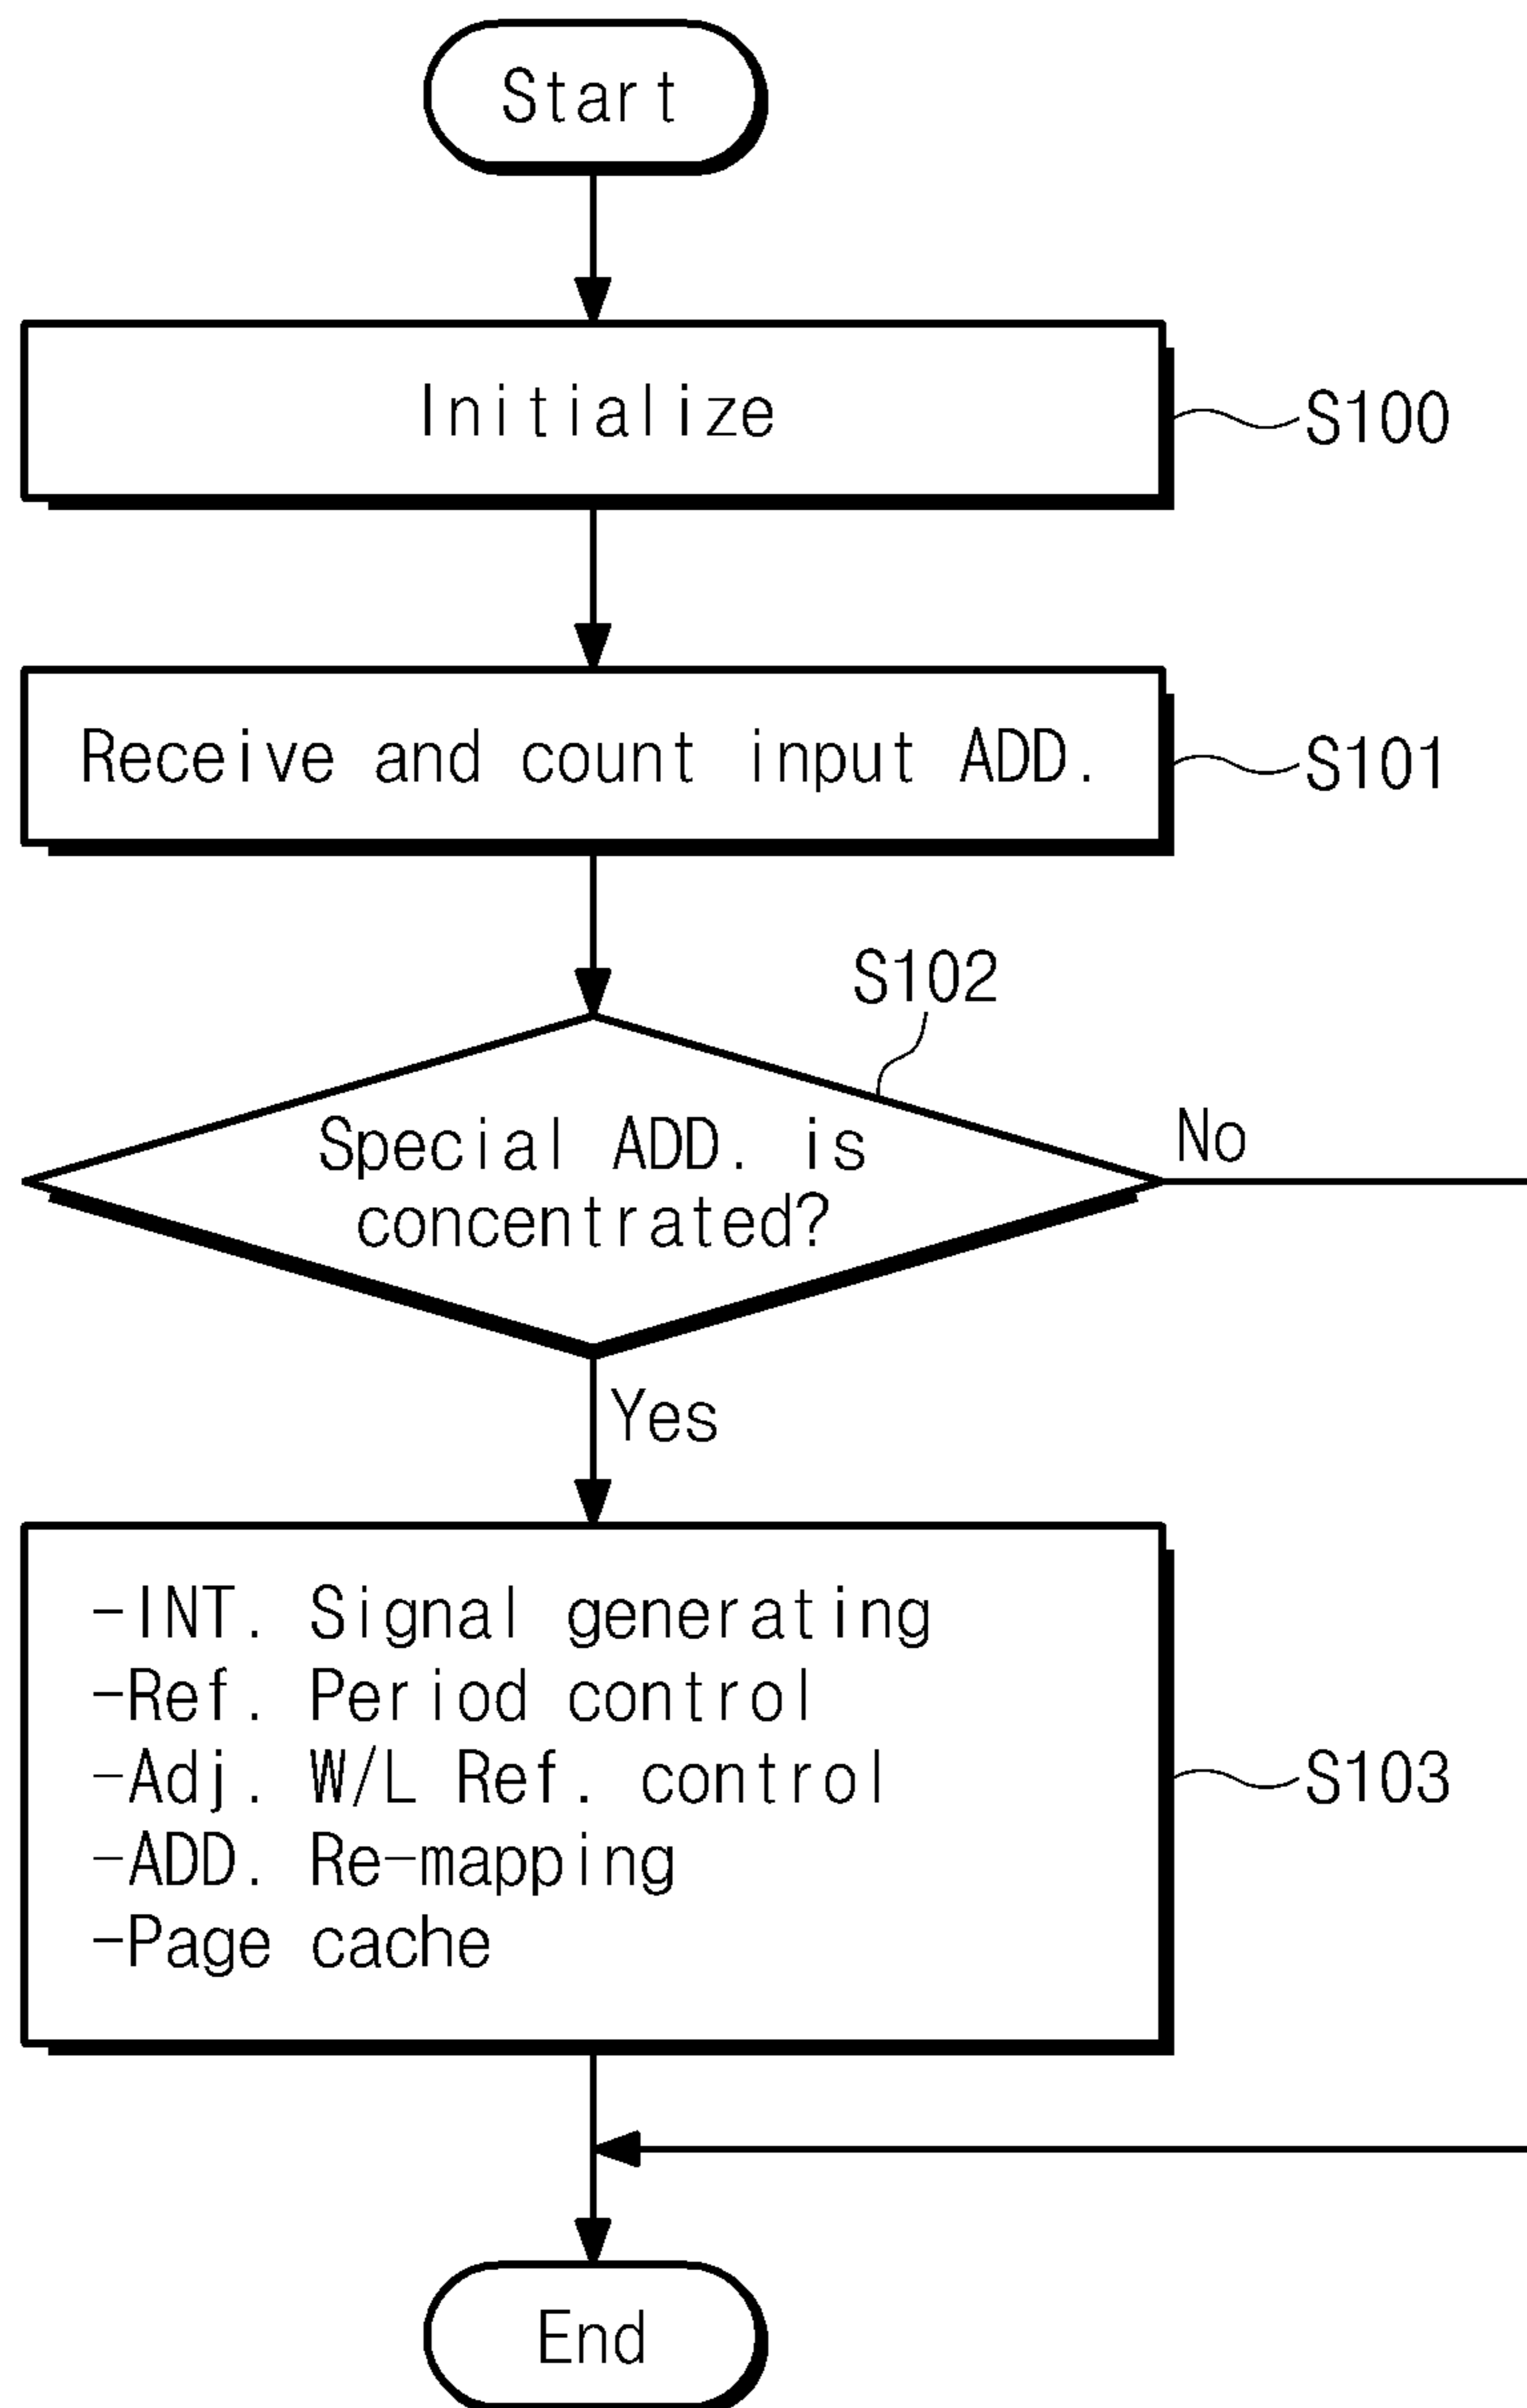 Start
Initialize
S100
Receive and count input ADD.
S101
S102
Special ADD. is
concentrated?
No
Yes
-INT. Signal generating
-Ref. Period control
-Adj. W/L Ref. control
-ADD. Re-mapping
-Page cache
S103
End